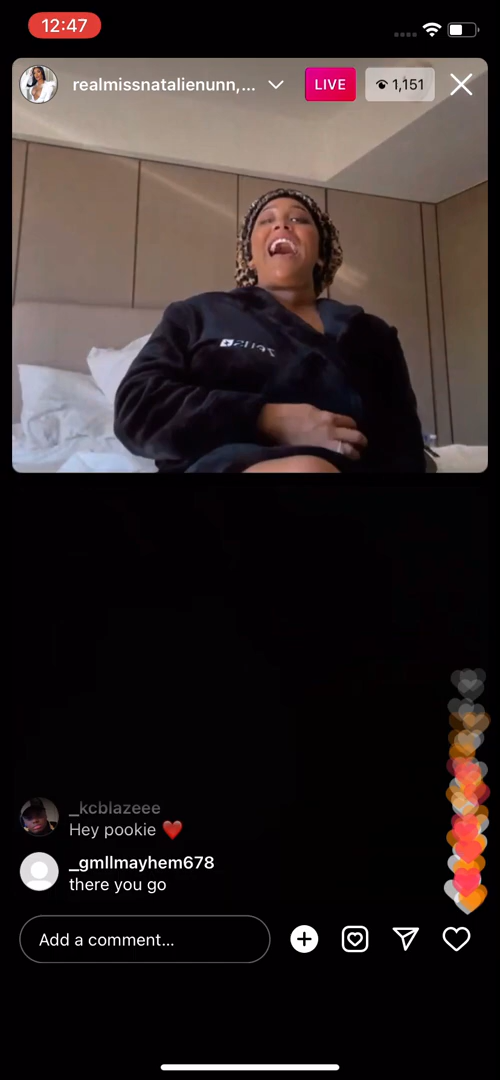 12:47
realmissnatalienunn,...
LIVE
1,151
_kcblazeee
Hey pookie ❤️
_gmllmayhem678
there you go
Add a comment...